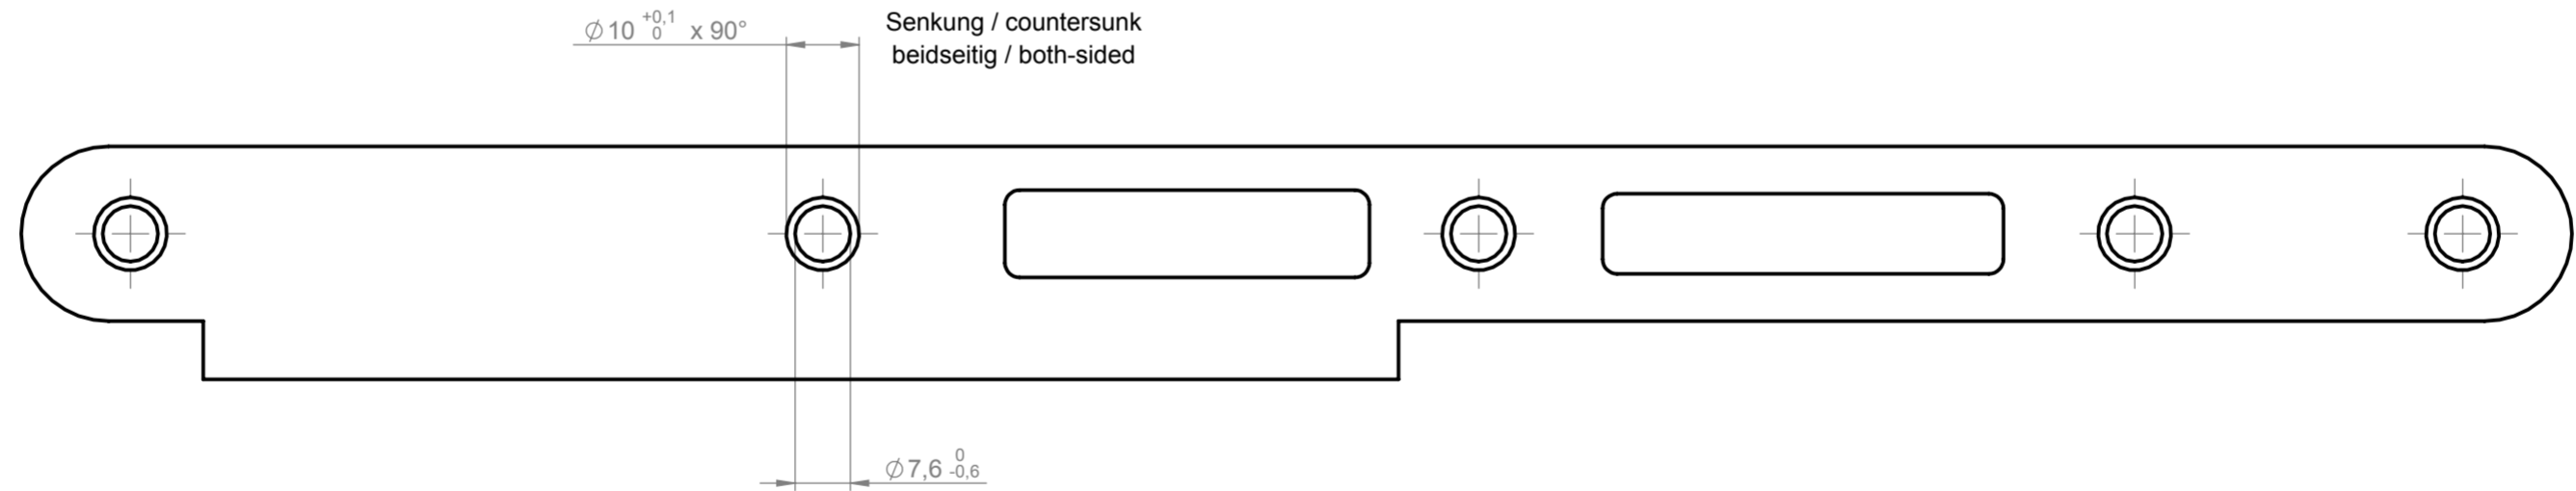 ⌀10 +0,1 0 x 90°
Senkung / countersunk
beidseitig / both-sided
⌀7,6 0 -0,6